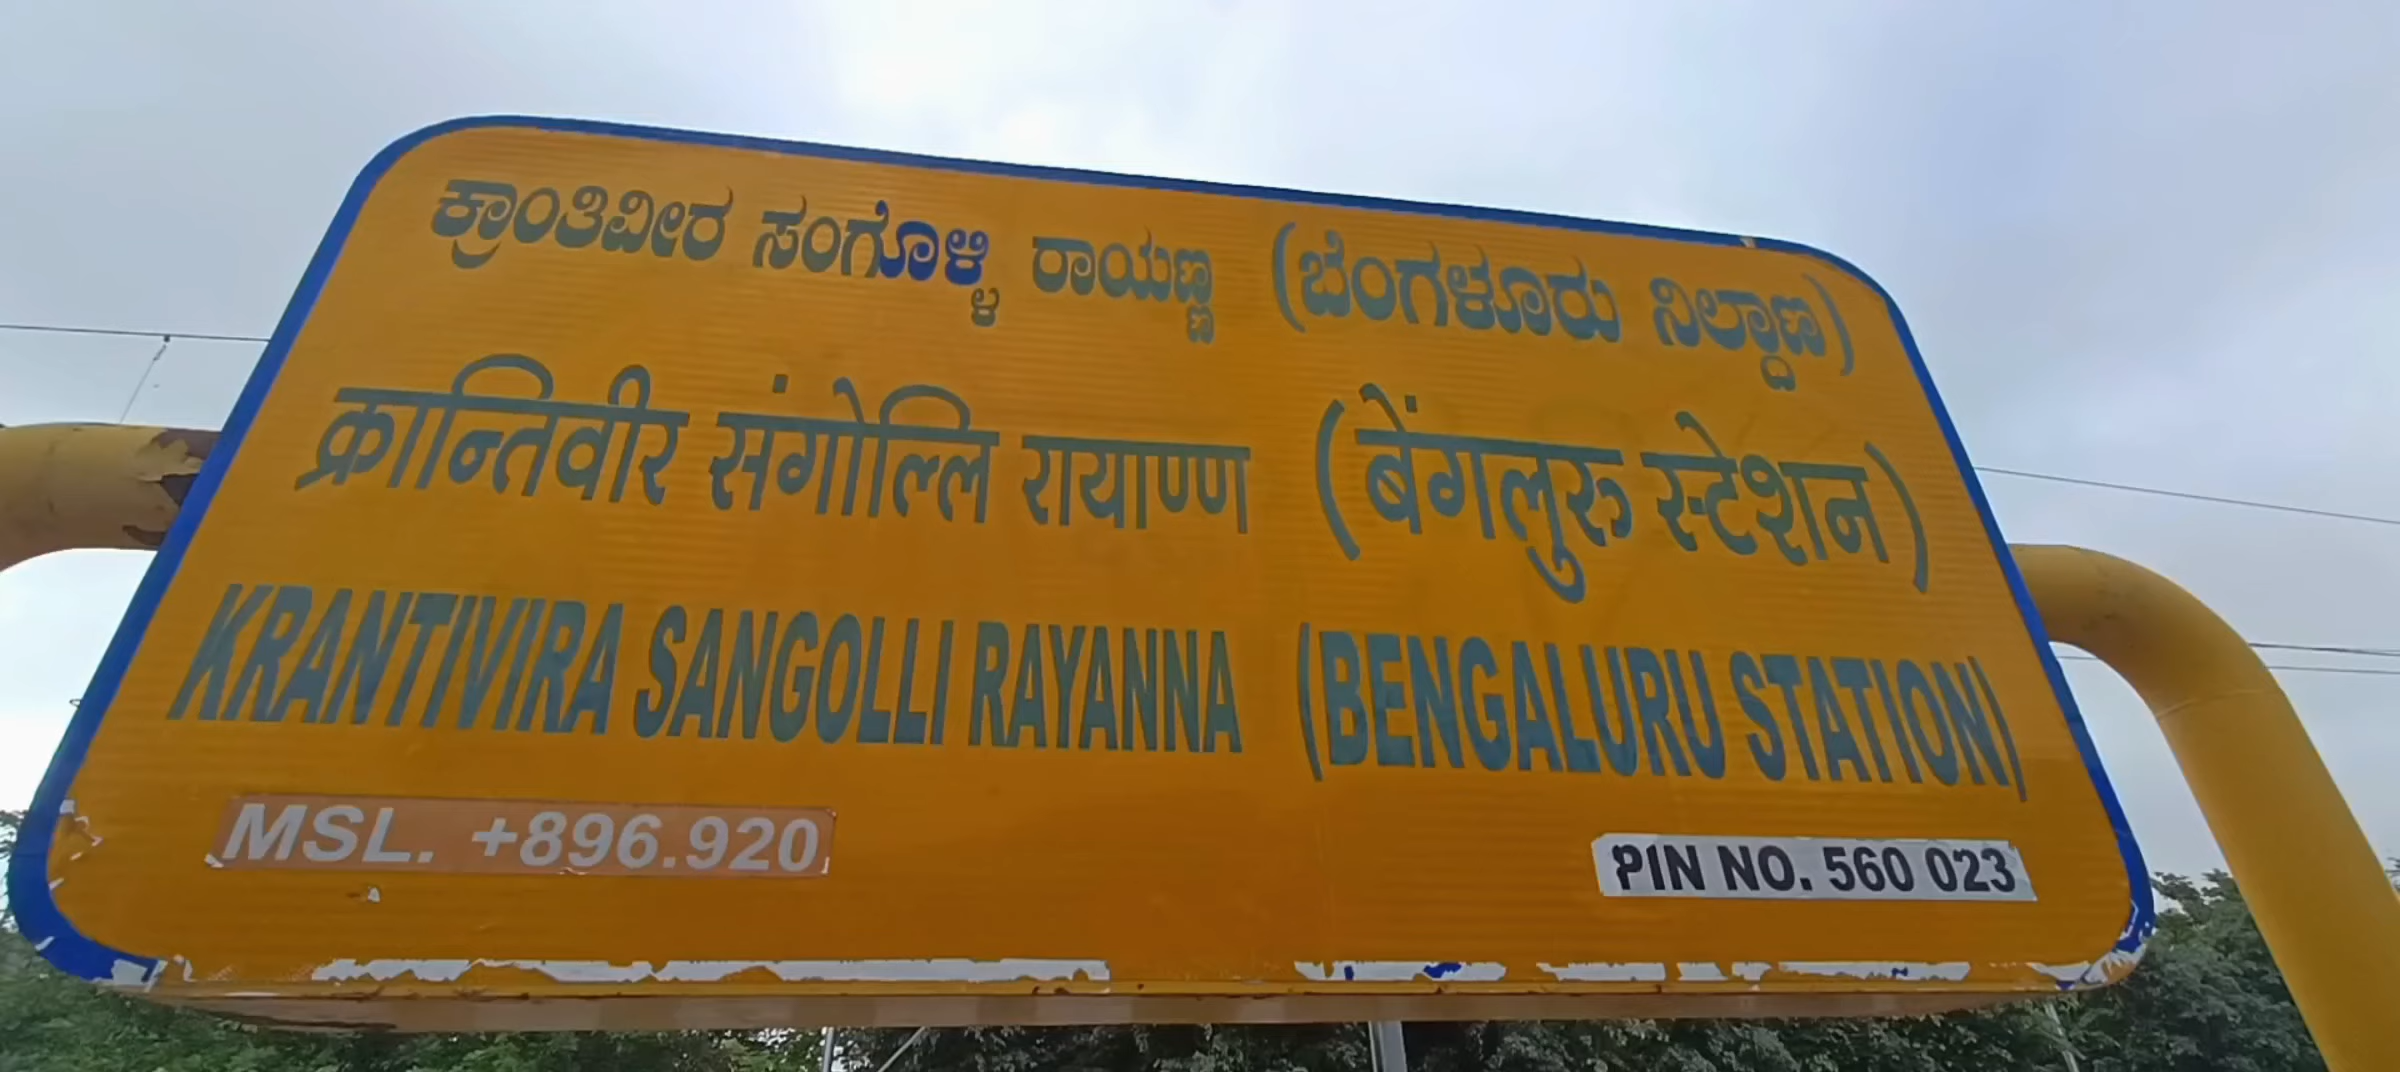 ಕ್ರಾಂತಿವೀರ ಸಂಗೊಳ್ಳಿ ರಾಯಣ್ಣ (ಬೆಂಗಳೂರು ನಿಲ್ದಾಣ)
क्रान्तिवीर संगोल्लि रायाण्ण (बेंगलुरु स्टेशन)
KRANTIVIRA SANGOLLI RAYANNA (BENGALURU STATION)
MSL. +896.920
PIN NO. 560 023